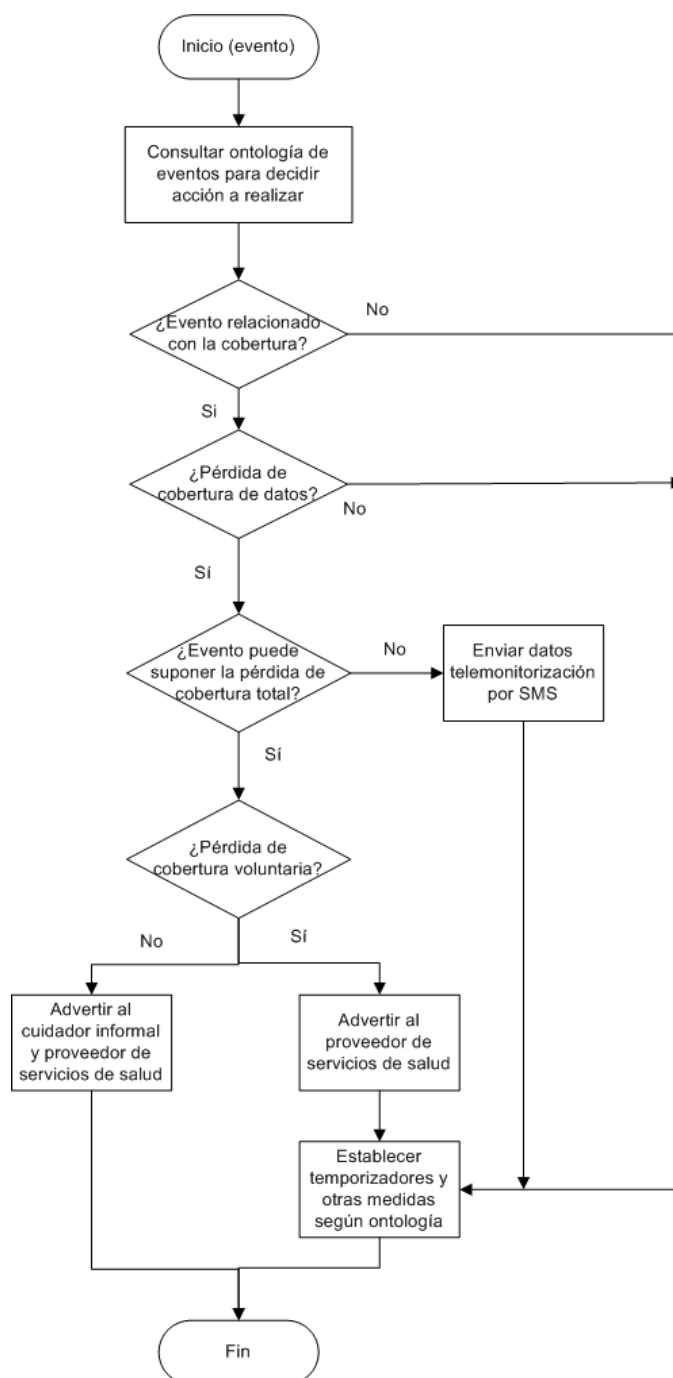 Inicio (evento)
Consultar ontología de
eventos para decidir
acción a realizar
¿Evento relacionado
con la cobertura?
No
Si
¿Pérdida de
cobertura de datos?
No
Sí
¿Evento puede
suponer la pérdida de
cobertura total?
No
Enviar datos
telemonitorización
por SMS
Sí
¿Pérdida de
cobertura voluntaria?
No
Sí
Advertir al
cuidador informal
y proveedor de
servicios de salud
Advertir al
proveedor de
servicios de salud
Establecer
temporizadores y
otras medidas
según ontología
Fin